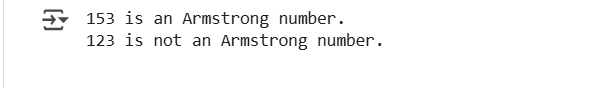 153 is an Armstrong number.
123 is not an Armstrong number.